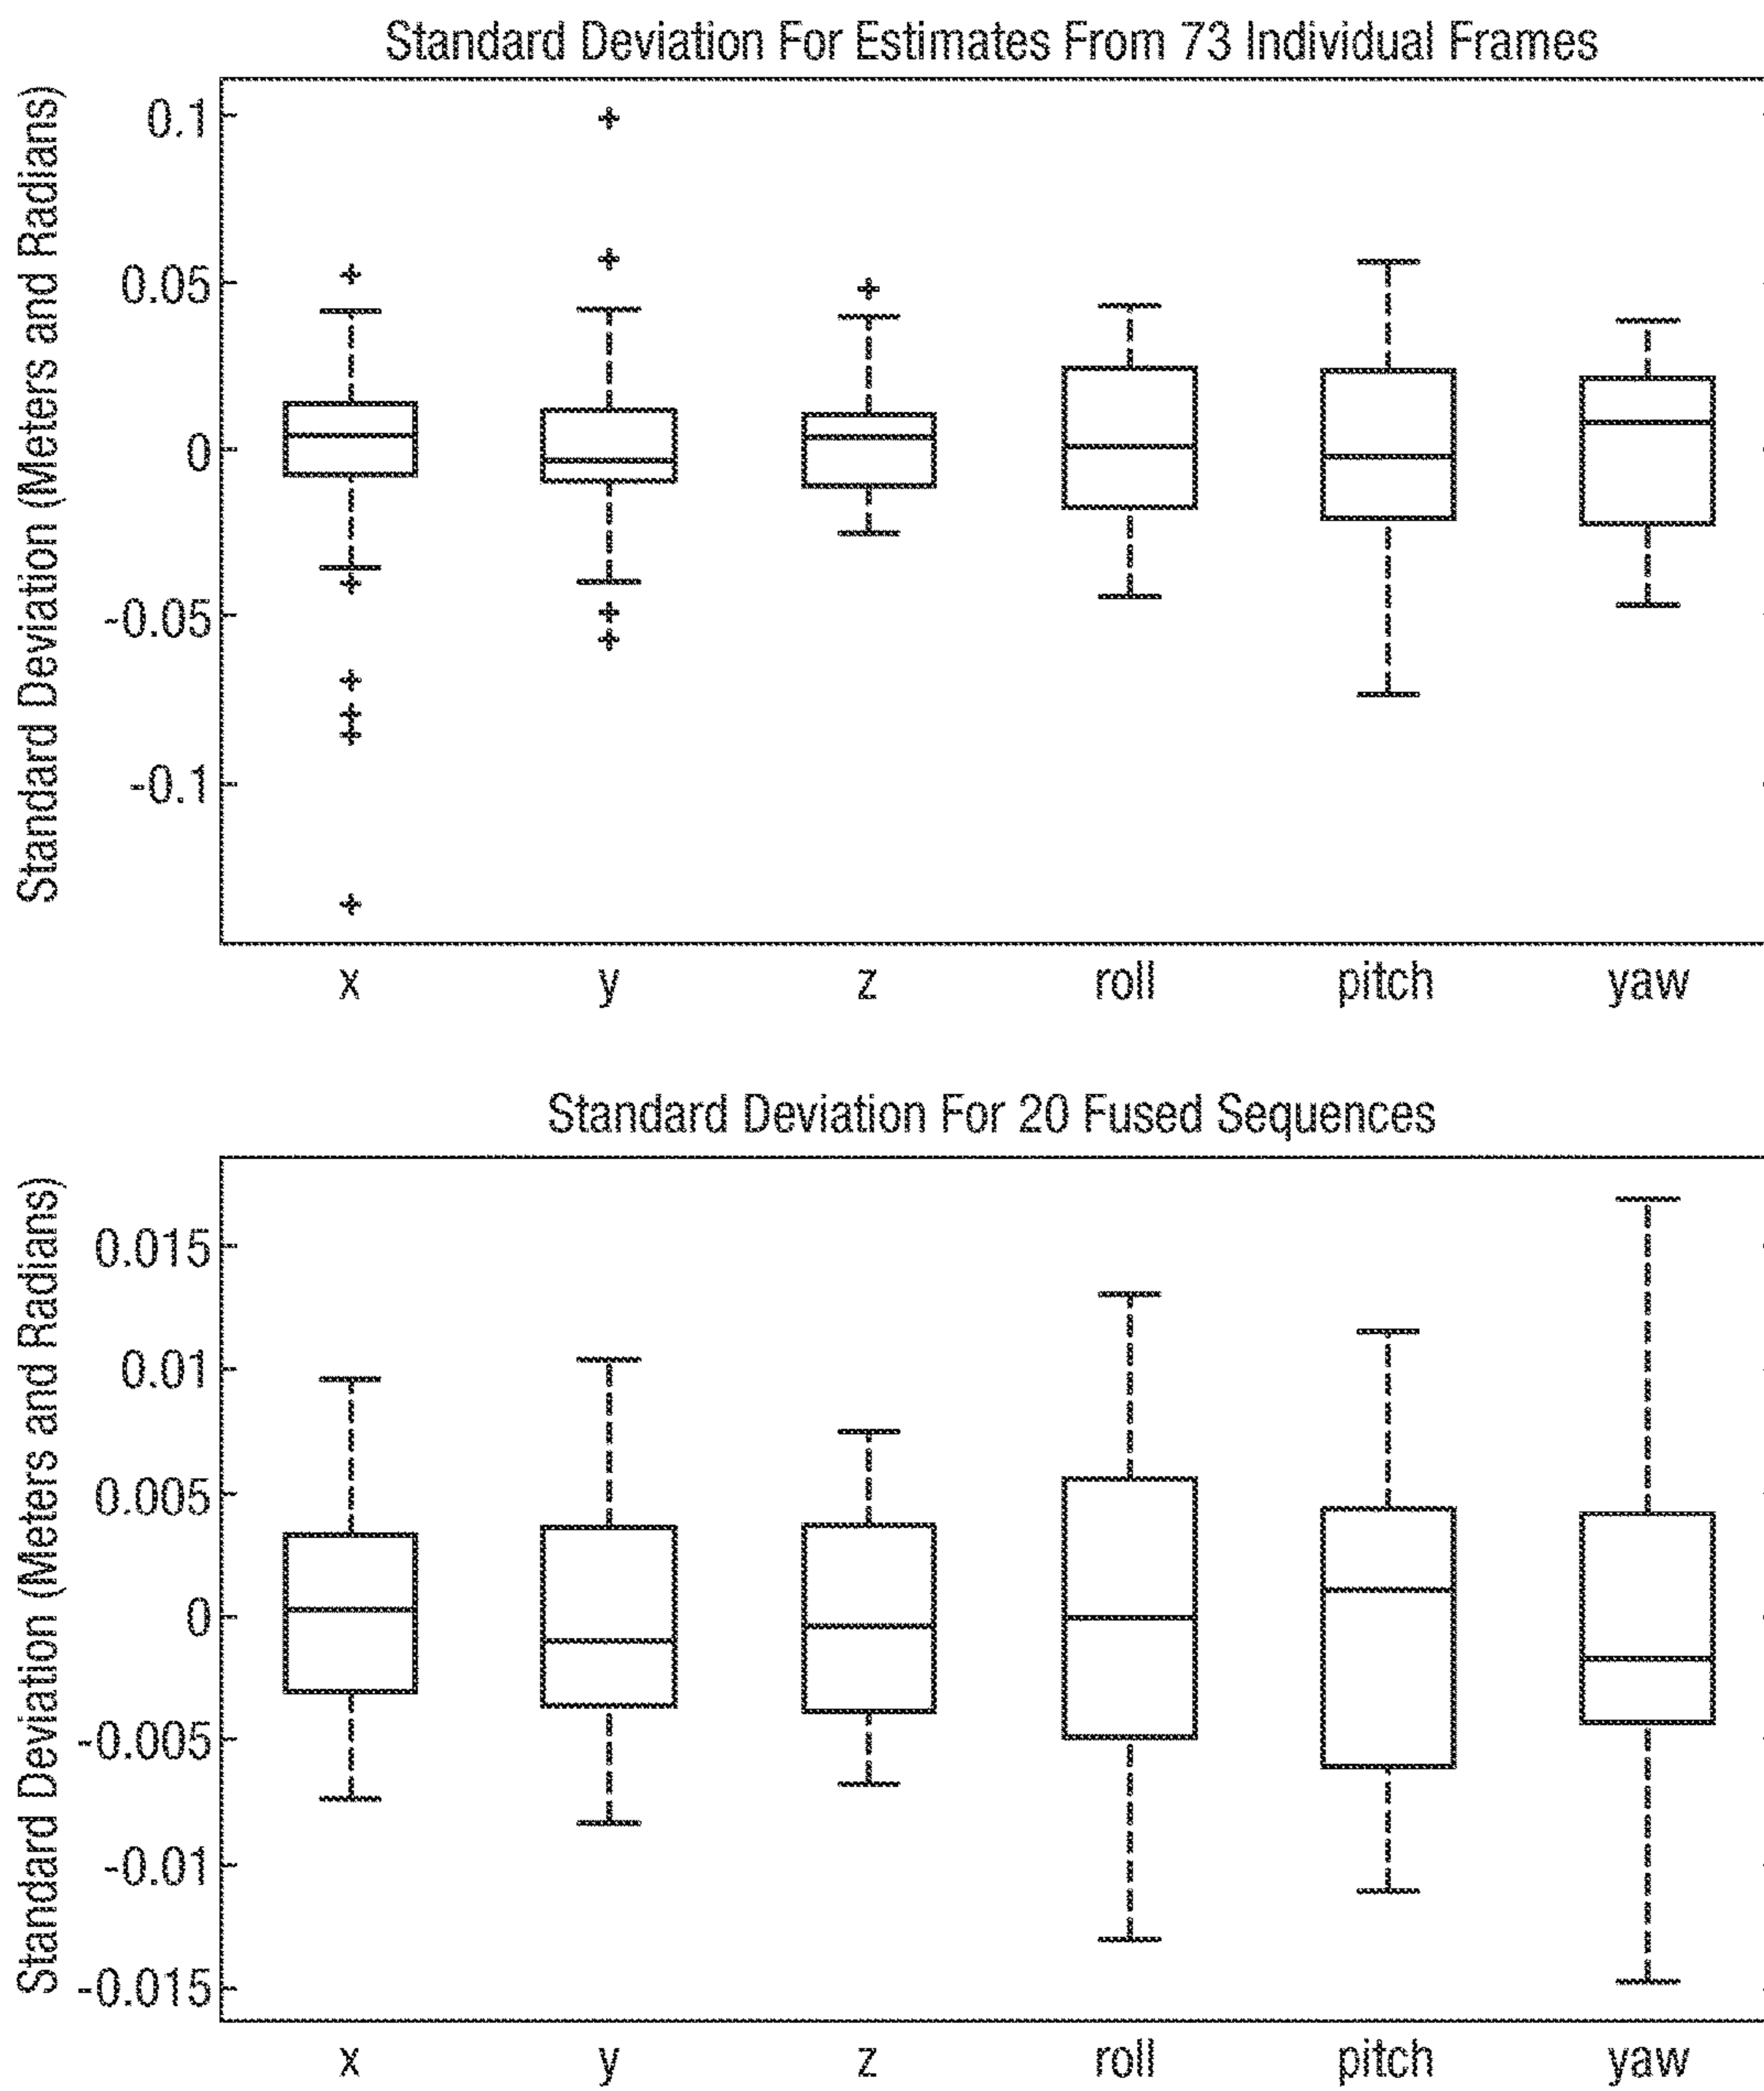 Standard Deviation For Estimates From 73 Individual Frames
Standard Deviation (Meters and Radians)
0.1
0.05
0
-0.05
-0.1
x y z roll pitch yaw
Standard Deviation For 20 Fused Sequences
Standard Deviation (Meters and Radians)
0.015
0.01
0.005
0
-0.005
-0.01
-0.015
x y z roll pitch yaw